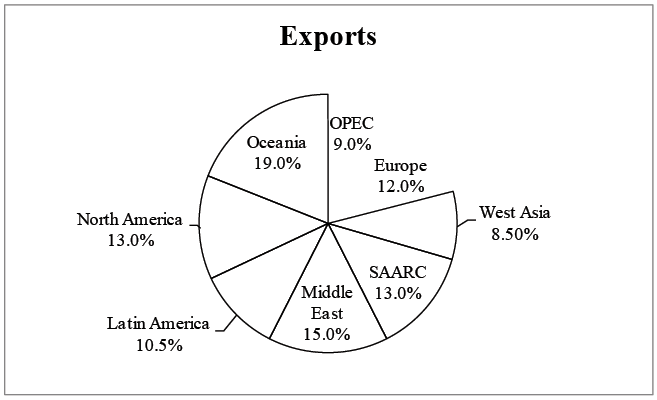 Exports
OPEC
9.0%
Europe
12.0%
West Asia
8.50%
SAARC
13.0%
Middle
East
15.0%
Latin America
10.5%
North America
13.0%
Oceania
19.0%